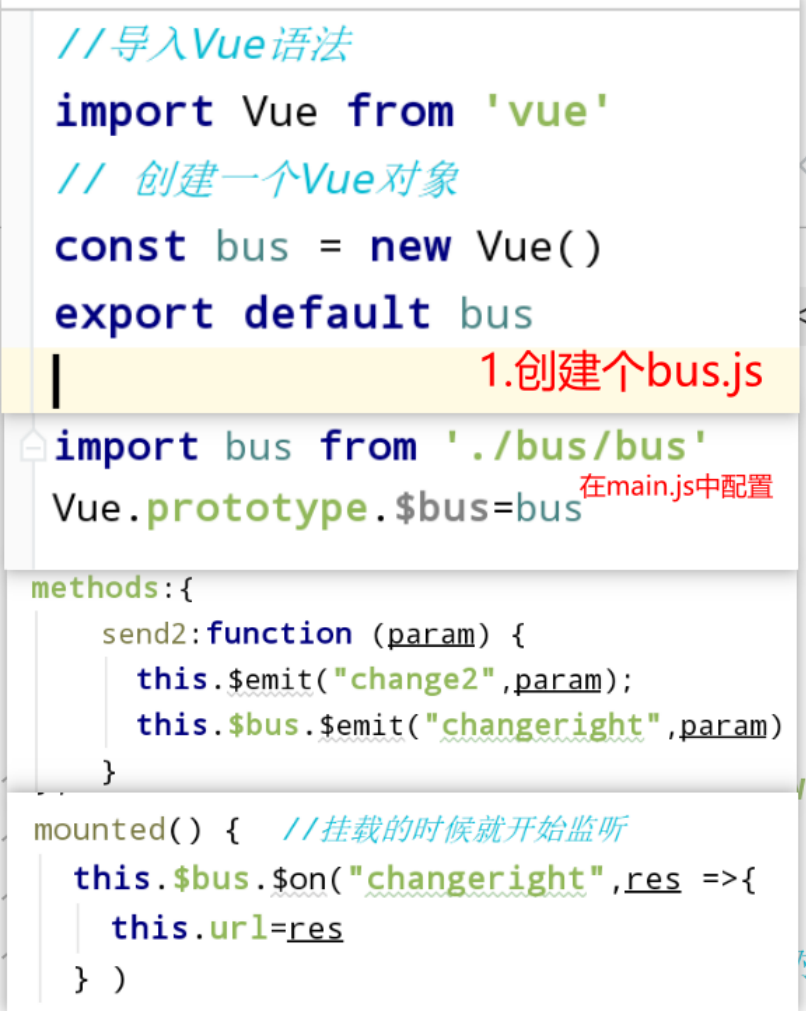 //导入Vue语法
import Vue from 'vue'
// 创建一个Vue对象
const bus = new Vue()
export default bus
1.创建个bus.js
import bus from './bus/bus'
在main.js中配置
Vue.prototype.$bus=bus
methods:{
send2:function (param) {
this.$emit("change2",param);
this.$bus.$emit("changeright",param)
}
mounted() { //挂载的时候就开始监听
this.$bus.$on("changeright",res =>{
this.url=res
} )